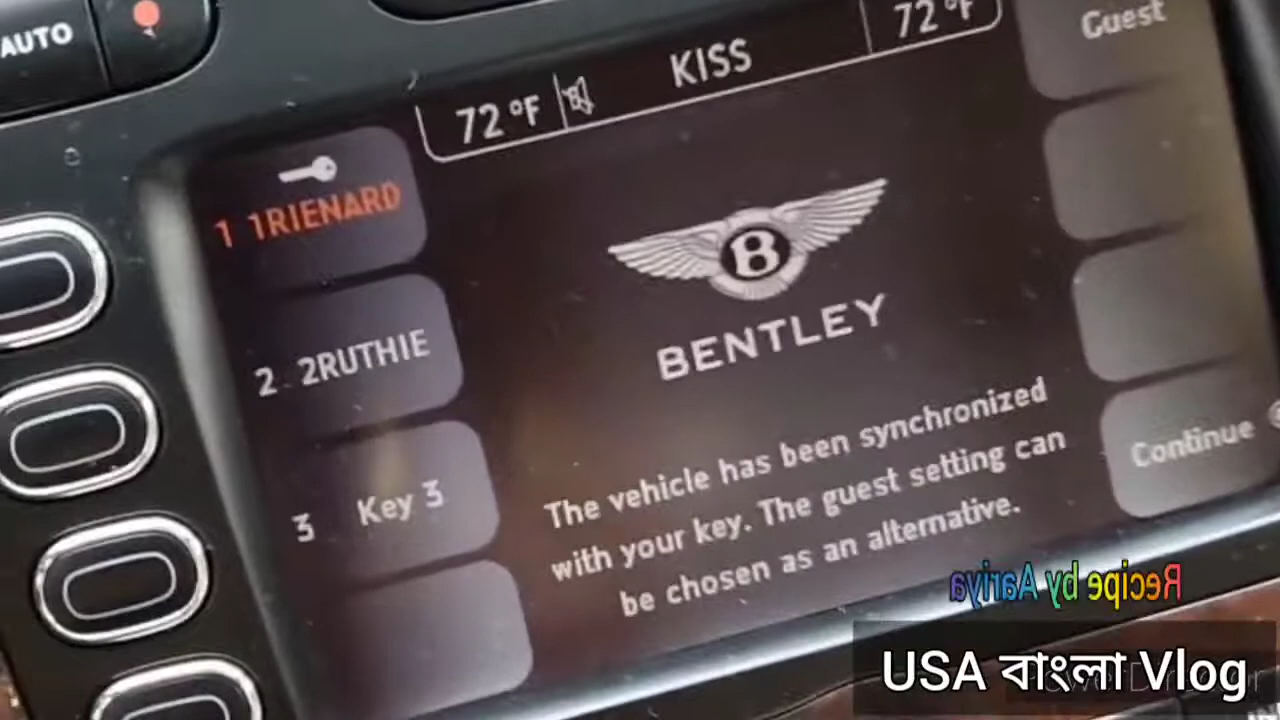 AUTO
72 °F
KISS
72 °F
Guest
1 1RIENARD
2 2RUTHIE
3 Key 3
B
BENTLEY
The vehicle has been synchronized
with your key. The guest setting can
be chosen as an alternative.
Continue
Recipe by Aariya
USA বাংলা Vlog